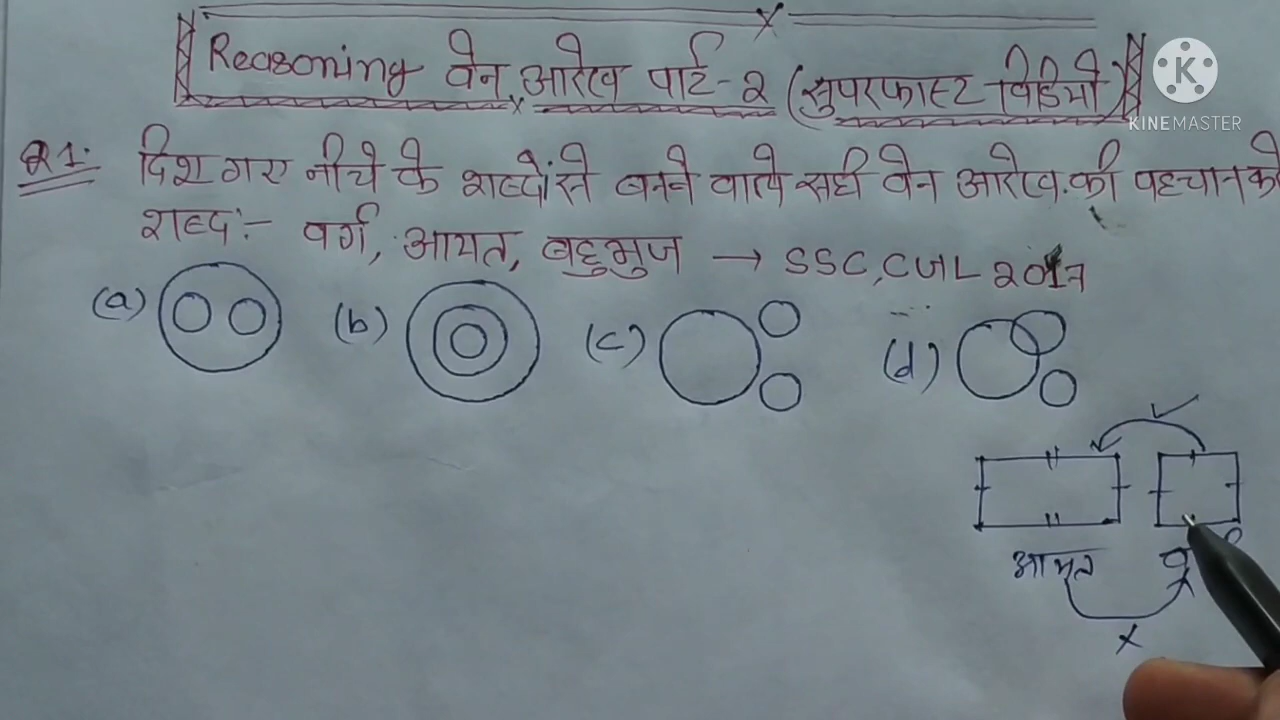 Reasoning वेन आरेख पार्ट-२ (सुपरफास्ट विडियो)
KINEMASTER
Q1. दिश गए नीचे के शब्दों से बनने वाले सही वेन आरेख की पहचान करे
शब्द:- वर्ग, आयत, बहुभुज → SSC, CGL 2017
(a) (b) (c) (d)
आयत